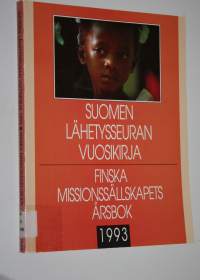 SUOMEN
LÄHETYSSEURAN
VUOSIKIRJA
FINSKA
MISSIONSSÄLLSKAPETS
ÅRSBOK
1993